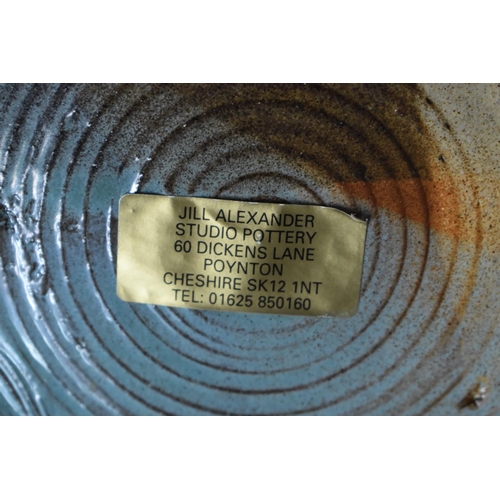 JILL ALEXANDER
STUDIO POTTERY
60 DICKENS LANE
POYNTON
CHESHIRE SK12 1NT
TEL: 01625 850160